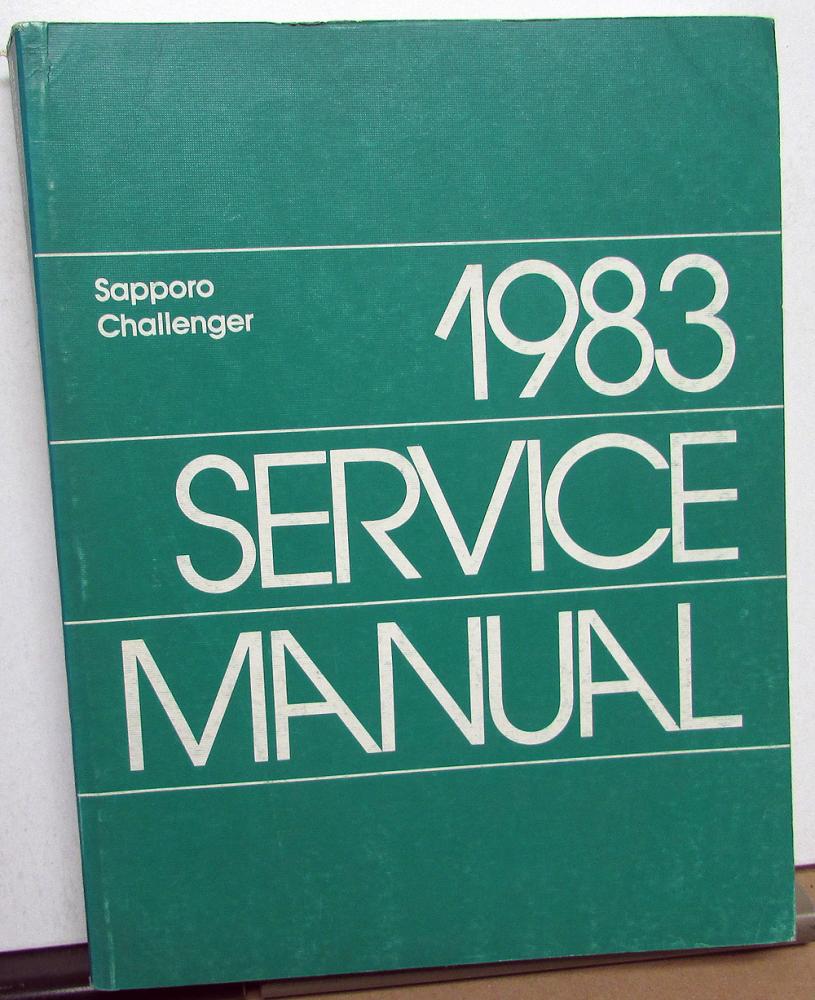 Sapporo
Challenger
1983
SERVICE
MANUAL